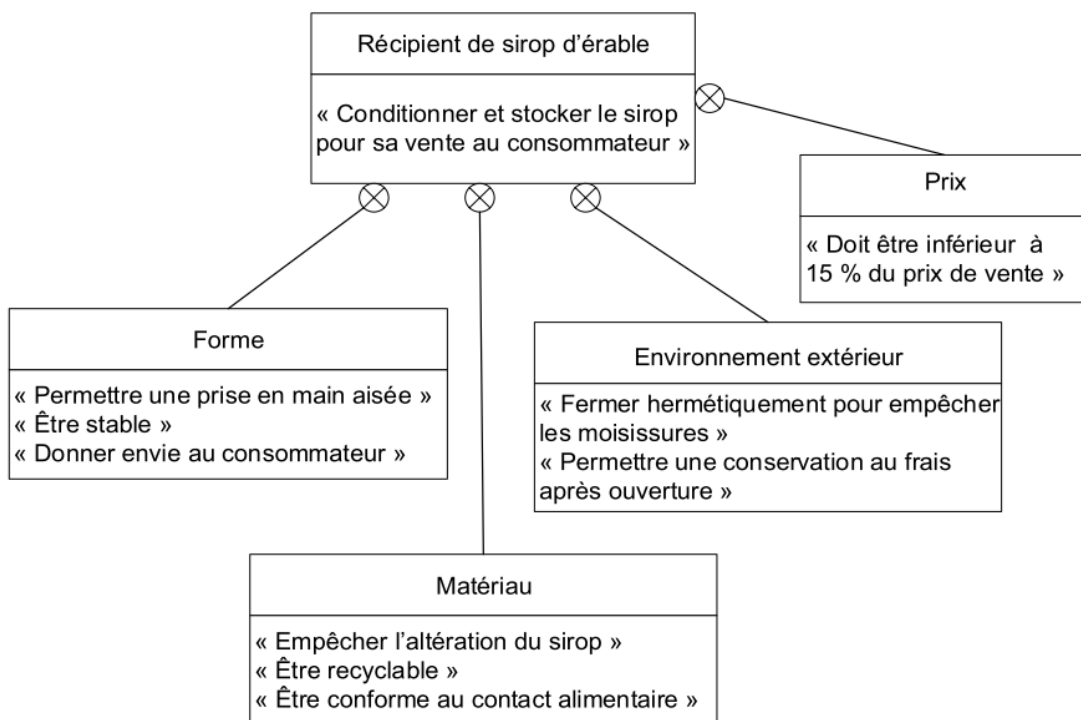 Récipient de sirop d'érable
« Conditionner et stocker le sirop
pour sa vente au consommateur »
Prix
« Doit être inférieur à
15 % du prix de vente »
Forme
« Permettre une prise en main aisée »
« Être stable »
« Donner envie au consommateur »
Environnement extérieur
« Fermer hermétiquement pour empêcher
les moisissures »
« Permettre une conservation au frais
après ouverture »
Matériau
« Empêcher l'altération du sirop »
« Être recyclable »
« Être conforme au contact alimentaire »